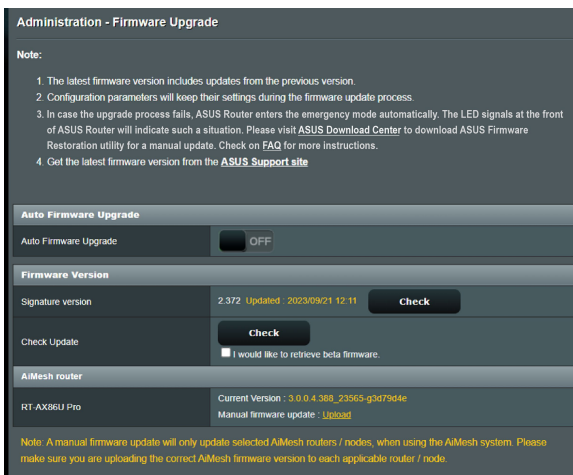 Administration - Firmware Upgrade
Note:
1. The latest firmware version includes updates from the previous version.
2. Configuration parameters will keep their settings during the firmware update process.
3. In case the upgrade process fails, ASUS Router enters the emergency mode automatically. The LED signals at the front
of ASUS Router will indicate such a situation. Please visit ASUS Download Center to download ASUS Firmware
Restoration utility for a manual update. Check on FAQ for more instructions.
4. Get the latest firmware version from the ASUS Support site
Auto Firmware Upgrade
Auto Firmware Upgrade OFF
Firmware Version
Signature version 2.372 Updated : 2023/09/21 12:11 Check
Check Update Check
I would like to retrieve beta firmware.
AiMesh router
RT-AX86U Pro
Current Version : 3.0.0.4.388_23565-g3d79d4e
Manual firmware update : Upload
Note: A manual firmware update will only update selected AiMesh routers / nodes, when using the AiMesh system. Please
make sure you are uploading the correct AiMesh firmware version to each applicable router / node.